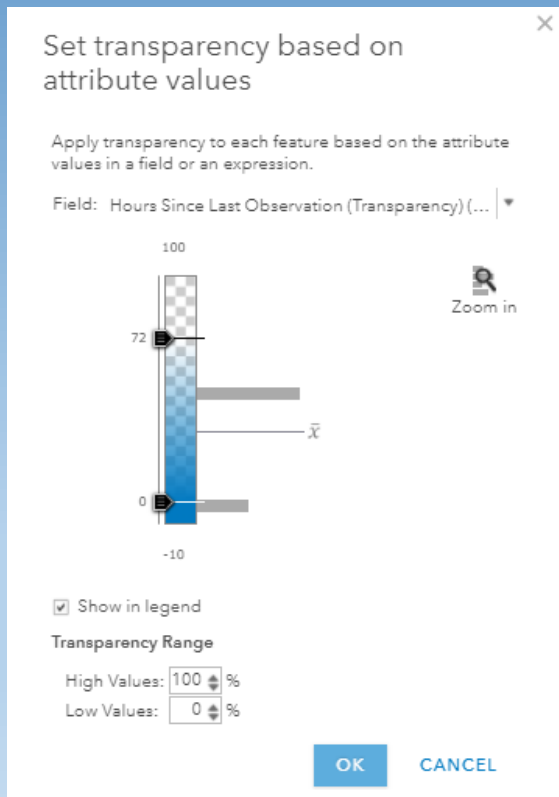 ×
Set transparency based on
attribute values
Apply transparency to each feature based on the attribute
values in a field or an expression.
Field: Hours Since Last Observation (Transparency) (...
100
Zoom in
72
x̄
0
-10
Show in legend
Transparency Range
High Values: 100 %
Low Values: 0 %
OK CANCEL